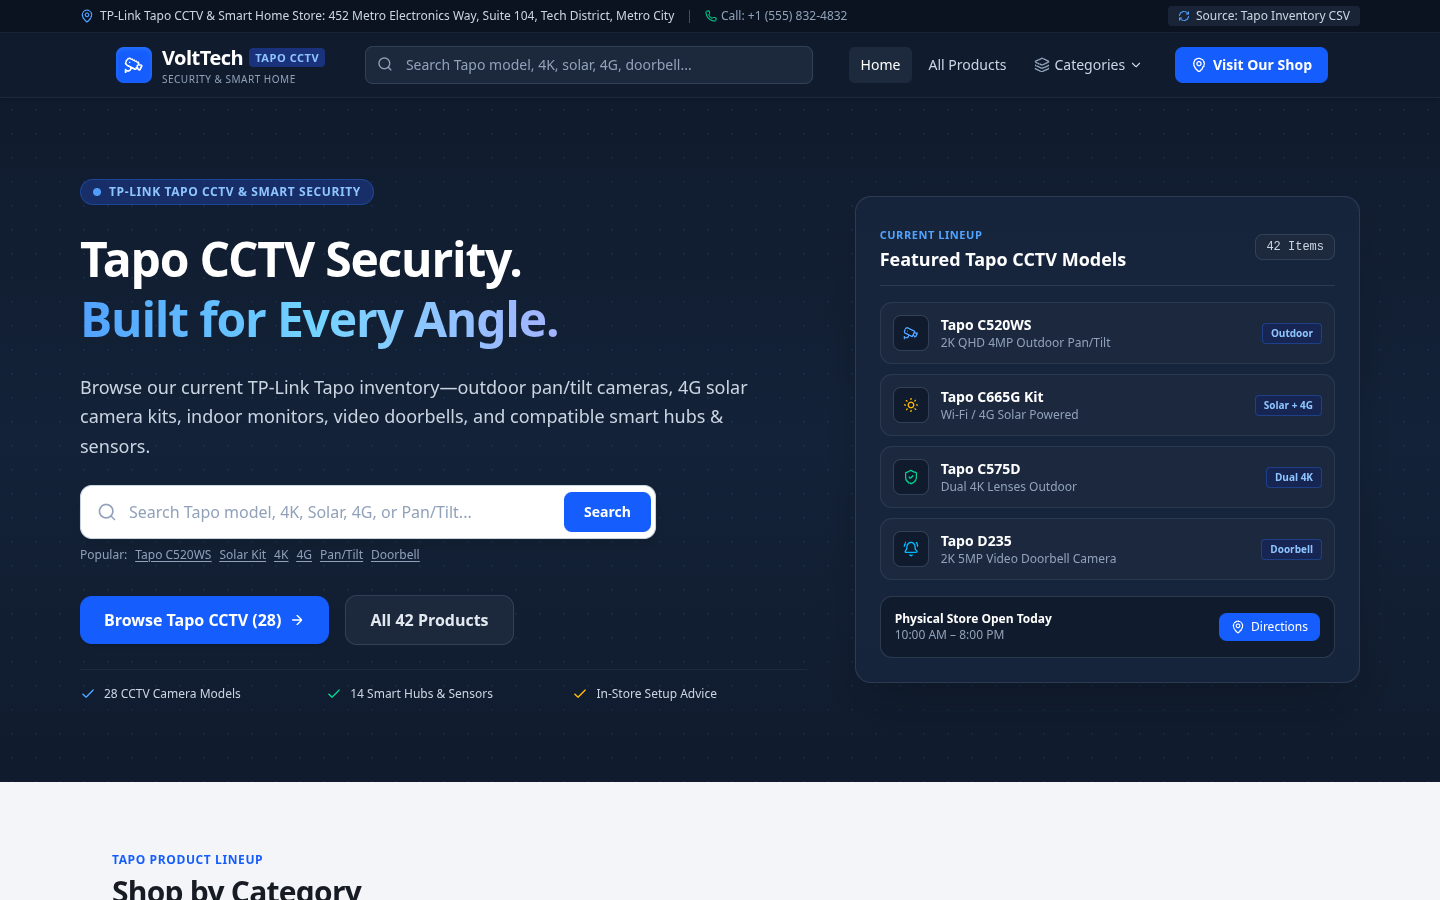 TP-Link Tapo CCTV & Smart Home Store: 452 Metro Electronics Way, Suite 104, Tech District, Metro City | Call: +1 (555) 832-4832
Source: Tapo Inventory CSV
VoltTech TAPO CCTV
SECURITY & SMART HOME
Search Tapo model, 4K, solar, 4G, doorbell...
Home
All Products
Categories
Visit Our Shop
TP-LINK TAPO CCTV & SMART SECURITY
Tapo CCTV Security.
Built for Every Angle.
Browse our current TP-Link Tapo inventory—outdoor pan/tilt cameras, 4G solar
camera kits, indoor monitors, video doorbells, and compatible smart hubs &
sensors.
Search Tapo model, 4K, Solar, 4G, or Pan/Tilt...
Search
Popular: Tapo C520WS Solar Kit 4K 4G Pan/Tilt Doorbell
Browse Tapo CCTV (28)
All 42 Products
28 CCTV Camera Models
14 Smart Hubs & Sensors
In-Store Setup Advice
CURRENT LINEUP
Featured Tapo CCTV Models
42 Items
Tapo C520WS
2K QHD 4MP Outdoor Pan/Tilt
Outdoor
Tapo C665G Kit
Wi-Fi / 4G Solar Powered
Solar + 4G
Tapo C575D
Dual 4K Lenses Outdoor
Dual 4K
Tapo D235
2K 5MP Video Doorbell Camera
Doorbell
Physical Store Open Today
10:00 AM – 8:00 PM
Directions
TAPO PRODUCT LINEUP
Shop by Category